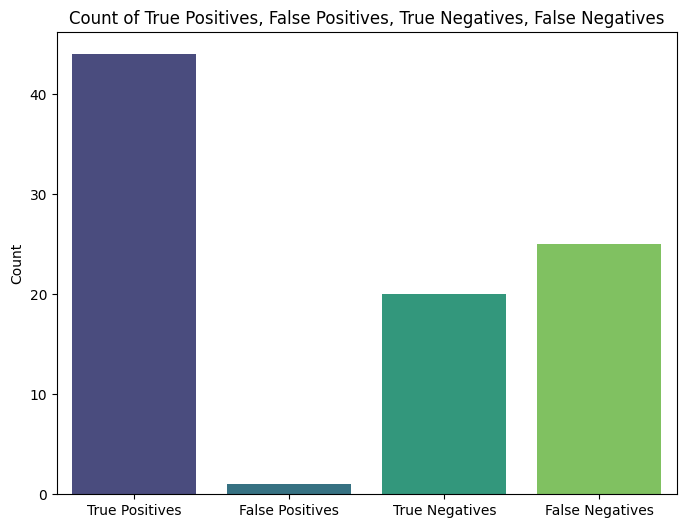 Count of True Positives, False Positives, True Negatives, False Negatives
40
30
20
10
0
Count
True Positives
False Positives
True Negatives
False Negatives